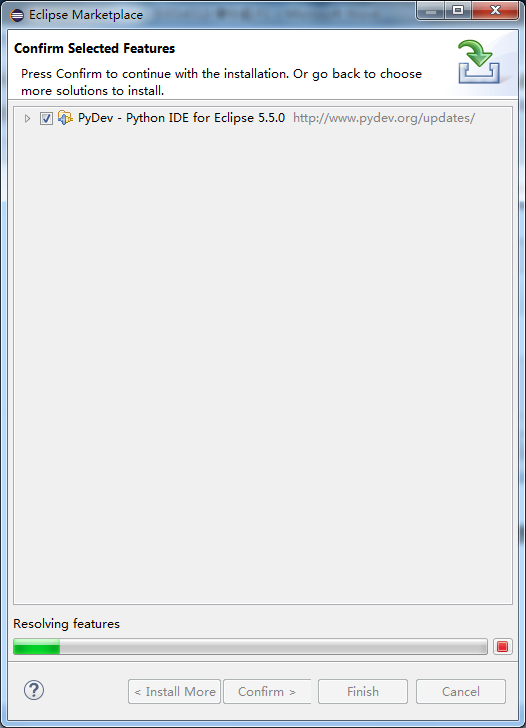 Eclipse Marketplace
Confirm Selected Features
Press Confirm to continue with the installation. Or go back to choose
more solutions to install.
PyDev - Python IDE for Eclipse 5.5.0 http://www.pydev.org/updates/
Resolving features
?
< Install More Confirm > Finish Cancel